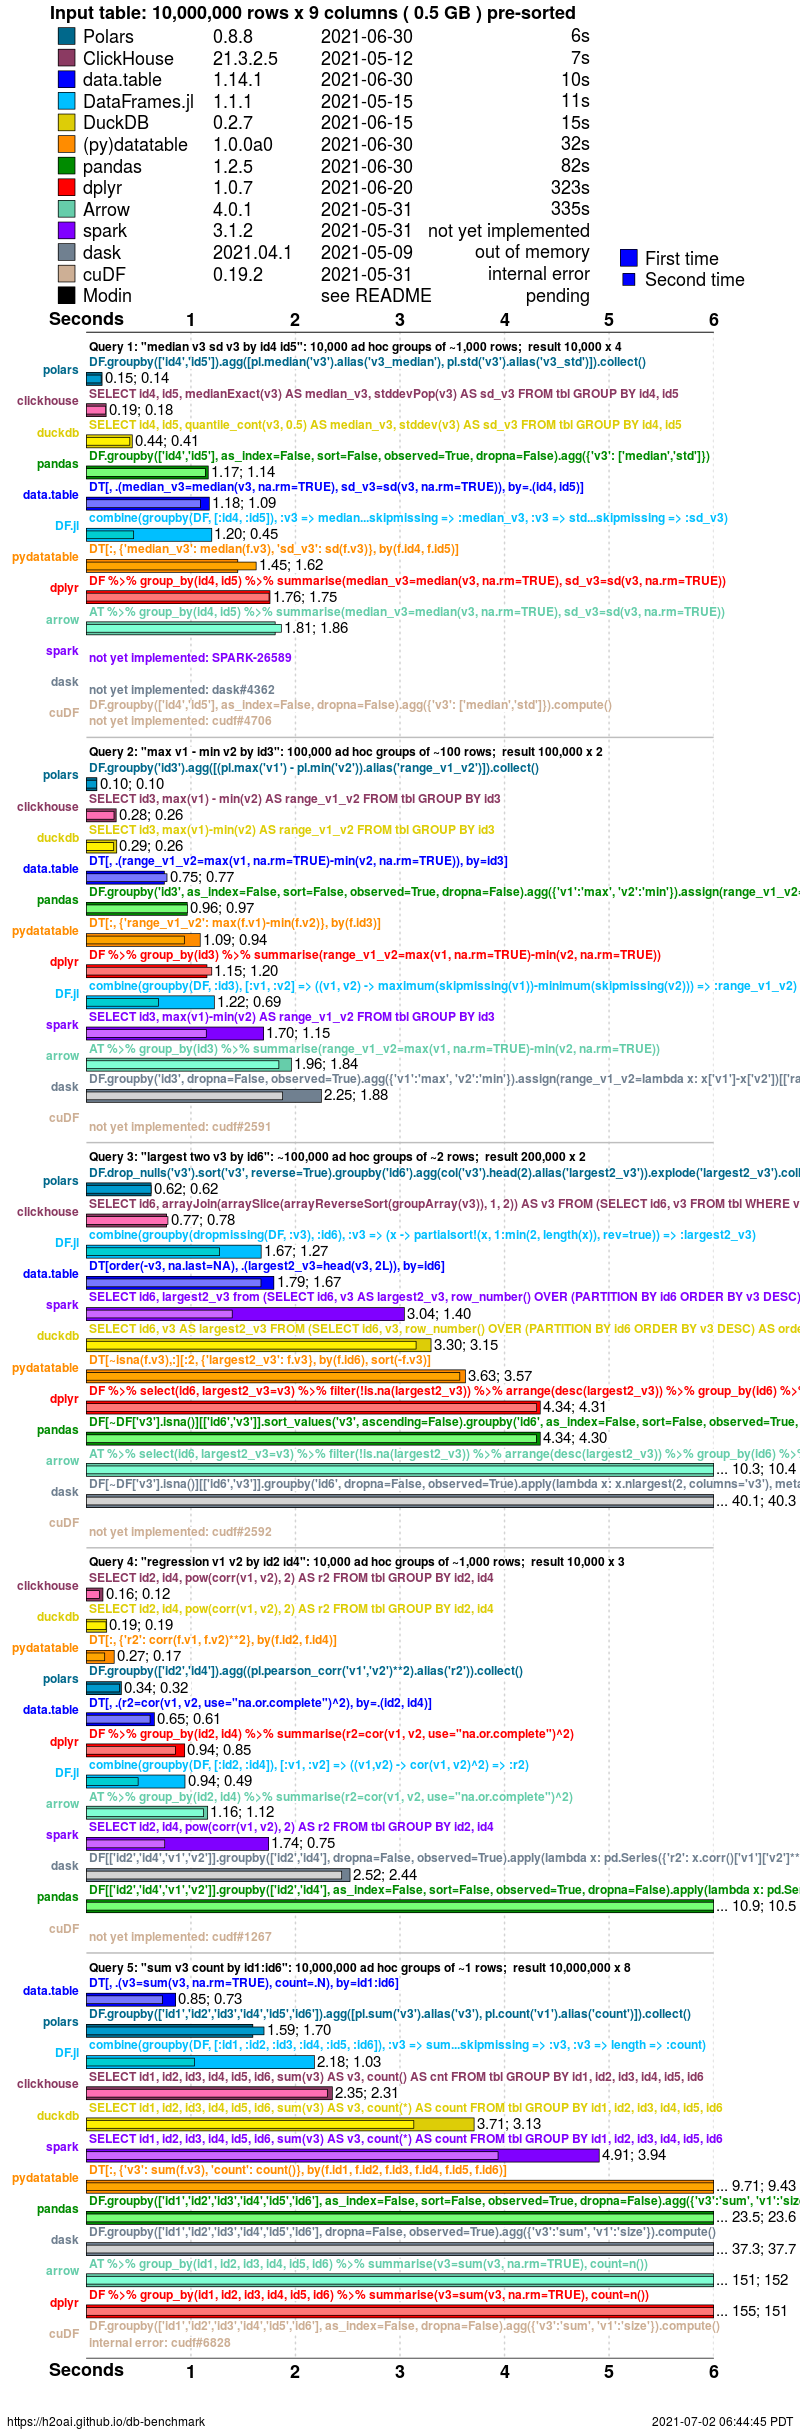 Input table: 10,000,000 rows x 9 columns ( 0.5 GB ) pre-sorted
Polars 0.8.8 2021-06-30 6s
ClickHouse 21.3.2.5 2021-05-12 7s
data.table 1.14.1 2021-06-30 10s
DataFrames.jl 1.1.1 2021-05-15 11s
DuckDB 0.2.7 2021-06-15 15s
(py)datatable 1.0.0a0 2021-06-30 32s
pandas 1.2.5 2021-06-30 82s
dplyr 1.0.7 2021-06-20 323s
Arrow 4.0.1 2021-05-31 335s
spark 3.1.2 2021-05-31 not yet implemented
dask 2021.04.1 2021-05-09 out of memory
cuDF 0.19.2 2021-05-31 internal error
Modin see README pending
First time
Second time
Seconds 1 2 3 4 5 6
Query 1: "median v3 sd v3 by id4 id5": 10,000 ad hoc groups of ~1,000 rows; result 10,000 x 4
DF.groupby(['id4','id5']).agg([pl.median('v3').alias('v3_median'), pl.std('v3').alias('v3_std')]).collect()
polars 0.15; 0.14
SELECT id4, id5, medianExact(v3) AS median_v3, stddevPop(v3) AS sd_v3 FROM tbl GROUP BY id4, id5
clickhouse 0.19; 0.18
SELECT id4, id5, quantile_cont(v3, 0.5) AS median_v3, stddev(v3) AS sd_v3 FROM tbl GROUP BY id4, id5
duckdb 0.44; 0.41
DF.groupby(['id4','id5'], as_index=False, sort=False, observed=True, dropna=False).agg({'v3': ['median','std']})
pandas 1.17; 1.14
DT[, .(median_v3=median(v3, na.rm=TRUE), sd_v3=sd(v3, na.rm=TRUE)), by=.(id4, id5)]
data.table 1.18; 1.09
combine(groupby(DF, [:id4, :id5]), :v3 => median...skipmissing => :median_v3, :v3 => std...skipmissing => :sd_v3)
DF.jl 1.20; 0.45
DT[:, {'median_v3': median(f.v3), 'sd_v3': sd(f.v3)}, by(f.id4, f.id5)]
pydatatable 1.45; 1.62
DF %>% group_by(id4, id5) %>% summarise(median_v3=median(v3, na.rm=TRUE), sd_v3=sd(v3, na.rm=TRUE))
dplyr 1.76; 1.75
AT %>% group_by(id4, id5) %>% summarise(median_v3=median(v3, na.rm=TRUE), sd_v3=sd(v3, na.rm=TRUE))
arrow 1.81; 1.86
spark not yet implemented: SPARK-26589
dask not yet implemented: dask#4362
DF.groupby(['id4','id5'], as_index=False, dropna=False).agg({'v3': ['median','std']}).compute()
cuDF not yet implemented: cudf#4706
Query 2: "max v1 - min v2 by id3": 100,000 ad hoc groups of ~100 rows; result 100,000 x 2
DF.groupby('id3').agg([(pl.max('v1') - pl.min('v2')).alias('range_v1_v2')]).collect()
polars 0.10; 0.10
SELECT id3, max(v1) - min(v2) AS range_v1_v2 FROM tbl GROUP BY id3
clickhouse 0.28; 0.26
SELECT id3, max(v1)-min(v2) AS range_v1_v2 FROM tbl GROUP BY id3
duckdb 0.29; 0.26
DT[, .(range_v1_v2=max(v1, na.rm=TRUE)-min(v2, na.rm=TRUE)), by=id3]
data.table 0.75; 0.77
DF.groupby('id3', as_index=False, sort=False, observed=True, dropna=False).agg({'v1':'max', 'v2':'min'}).assign(range_v1_v2=
pandas 0.96; 0.97
DT[:, {'range_v1_v2': max(f.v1)-min(f.v2)}, by(f.id3)]
pydatatable 1.09; 0.94
DF %>% group_by(id3) %>% summarise(range_v1_v2=max(v1, na.rm=TRUE)-min(v2, na.rm=TRUE))
dplyr 1.15; 1.20
combine(groupby(DF, :id3), [:v1, :v2] => ((v1, v2) -> maximum(skipmissing(v1))-minimum(skipmissing(v2))) => :range_v1_v2)
DF.jl 1.22; 0.69
SELECT id3, max(v1)-min(v2) AS range_v1_v2 FROM tbl GROUP BY id3
spark 1.70; 1.15
AT %>% group_by(id3) %>% summarise(range_v1_v2=max(v1, na.rm=TRUE)-min(v2, na.rm=TRUE))
arrow 1.96; 1.84
DF.groupby('id3', dropna=False, observed=True).agg({'v1':'max', 'v2':'min'}).assign(range_v1_v2=lambda x: x['v1']-x['v2'])[['ra
dask 2.25; 1.88
cuDF not yet implemented: cudf#2591
Query 3: "largest two v3 by id6": ~100,000 ad hoc groups of ~2 rows; result 200,000 x 2
DF.drop_nulls('v3').sort('v3', reverse=True).groupby('id6').agg(col('v3').head(2).alias('largest2_v3')).explode('largest2_v3').coll
polars 0.62; 0.62
SELECT id6, arrayJoin(arraySlice(arrayReverseSort(groupArray(v3)), 1, 2)) AS v3 FROM (SELECT id6, v3 FROM tbl WHERE v
clickhouse 0.77; 0.78
combine(groupby(dropmissing(DF, :v3), :id6), :v3 => (x -> partialsort!(x, 1:min(2, length(x)), rev=true)) => :largest2_v3)
DF.jl 1.67; 1.27
DT[order(-v3, na.last=NA), .(largest2_v3=head(v3, 2L)), by=id6]
data.table 1.79; 1.67
SELECT id6, largest2_v3 from (SELECT id6, v3 AS largest2_v3, row_number() OVER (PARTITION BY id6 ORDER BY v3 DESC)
spark 3.04; 1.40
SELECT id6, v3 AS largest2_v3 FROM (SELECT id6, v3, row_number() OVER (PARTITION BY id6 ORDER BY v3 DESC) AS orde
duckdb 3.30; 3.15
DT[~isna(f.v3),:][:2, {'largest2_v3': f.v3}, by(f.id6), sort(-f.v3)]
pydatatable 3.63; 3.57
DF %>% select(id6, largest2_v3=v3) %>% filter(!is.na(largest2_v3)) %>% arrange(desc(largest2_v3)) %>% group_by(id6) %>%
dplyr 4.34; 4.31
DF[~DF['v3'].isna()][['id6','v3']].sort_values('v3', ascending=False).groupby('id6', as_index=False, sort=False, observed=True,
pandas 4.34; 4.30
AT %>% select(id6, largest2_v3=v3) %>% filter(!is.na(largest2_v3)) %>% arrange(desc(largest2_v3)) %>% group_by(id6) %>%
arrow ... 10.3; 10.4
DF[~DF['v3'].isna()][['id6','v3']].groupby('id6', dropna=False, observed=True).apply(lambda x: x.nlargest(2, columns='v3'), meta
dask ... 40.1; 40.3
cuDF not yet implemented: cudf#2592
Query 4: "regression v1 v2 by id2 id4": 10,000 ad hoc groups of ~1,000 rows; result 10,000 x 3
SELECT id2, id4, pow(corr(v1, v2), 2) AS r2 FROM tbl GROUP BY id2, id4
clickhouse 0.16; 0.12
SELECT id2, id4, pow(corr(v1, v2), 2) AS r2 FROM tbl GROUP BY id2, id4
duckdb 0.19; 0.19
DT[:, {'r2': corr(f.v1, f.v2)**2}, by(f.id2, f.id4)]
pydatatable 0.27; 0.17
DF.groupby(['id2','id4']).agg((pl.pearson_corr('v1','v2')**2).alias('r2')).collect()
polars 0.34; 0.32
DT[, .(r2=cor(v1, v2, use="na.or.complete")^2), by=.(id2, id4)]
data.table 0.65; 0.61
DF %>% group_by(id2, id4) %>% summarise(r2=cor(v1, v2, use="na.or.complete")^2)
dplyr 0.94; 0.85
combine(groupby(DF, [:id2, :id4]), [:v1, :v2] => ((v1,v2) -> cor(v1, v2)^2) => :r2)
DF.jl 0.94; 0.49
AT %>% group_by(id2, id4) %>% summarise(r2=cor(v1, v2, use="na.or.complete")^2)
arrow 1.16; 1.12
SELECT id2, id4, pow(corr(v1, v2), 2) AS r2 FROM tbl GROUP BY id2, id4
spark 1.74; 0.75
DF[['id2','id4','v1','v2']].groupby(['id2','id4'], dropna=False, observed=True).apply(lambda x: pd.Series({'r2': x.corr()['v1']['v2']**
dask 2.52; 2.44
DF[['id2','id4','v1','v2']].groupby(['id2','id4'], as_index=False, sort=False, observed=True, dropna=False).apply(lambda x: pd.Se
pandas ... 10.9; 10.5
cuDF not yet implemented: cudf#1267
Query 5: "sum v3 count by id1:id6": 10,000,000 ad hoc groups of ~1 rows; result 10,000,000 x 8
DT[, .(v3=sum(v3, na.rm=TRUE), count=.N), by=id1:id6]
data.table 0.85; 0.73
DF.groupby(['id1','id2','id3','id4','id5','id6']).agg([pl.sum('v3').alias('v3'), pl.count('v1').alias('count')]).collect()
polars 1.59; 1.70
combine(groupby(DF, [:id1, :id2, :id3, :id4, :id5, :id6]), :v3 => sum...skipmissing => :v3, :v3 => length => :count)
DF.jl 2.18; 1.03
SELECT id1, id2, id3, id4, id5, id6, sum(v3) AS v3, count() AS cnt FROM tbl GROUP BY id1, id2, id3, id4, id5, id6
clickhouse 2.35; 2.31
SELECT id1, id2, id3, id4, id5, id6, sum(v3) AS v3, count(*) AS count FROM tbl GROUP BY id1, id2, id3, id4, id5, id6
duckdb 3.71; 3.13
SELECT id1, id2, id3, id4, id5, id6, sum(v3) AS v3, count(*) AS count FROM tbl GROUP BY id1, id2, id3, id4, id5, id6
spark 4.91; 3.94
DT[:, {'v3': sum(f.v3), 'count': count()}, by(f.id1, f.id2, f.id3, f.id4, f.id5, f.id6)]
pydatatable ... 9.71; 9.43
DF.groupby(['id1','id2','id3','id4','id5','id6'], as_index=False, sort=False, observed=True, dropna=False).agg({'v3':'sum', 'v1':'size
pandas ... 23.5; 23.6
DF.groupby(['id1','id2','id3','id4','id5','id6'], dropna=False, observed=True).agg({'v3':'sum', 'v1':'size'}).compute()
dask ... 37.3; 37.7
AT %>% group_by(id1, id2, id3, id4, id5, id6) %>% summarise(v3=sum(v3, na.rm=TRUE), count=n())
arrow ... 151; 152
DF %>% group_by(id1, id2, id3, id4, id5, id6) %>% summarise(v3=sum(v3, na.rm=TRUE), count=n())
dplyr ... 155; 151
DF.groupby(['id1','id2','id3','id4','id5','id6'], as_index=False, dropna=False).agg({'v3':'sum', 'v1':'size'}).compute()
cuDF internal error: cudf#6828
Seconds 1 2 3 4 5 6
https://h2oai.github.io/db-benchmark 2021-07-02 06:44:45 PDT